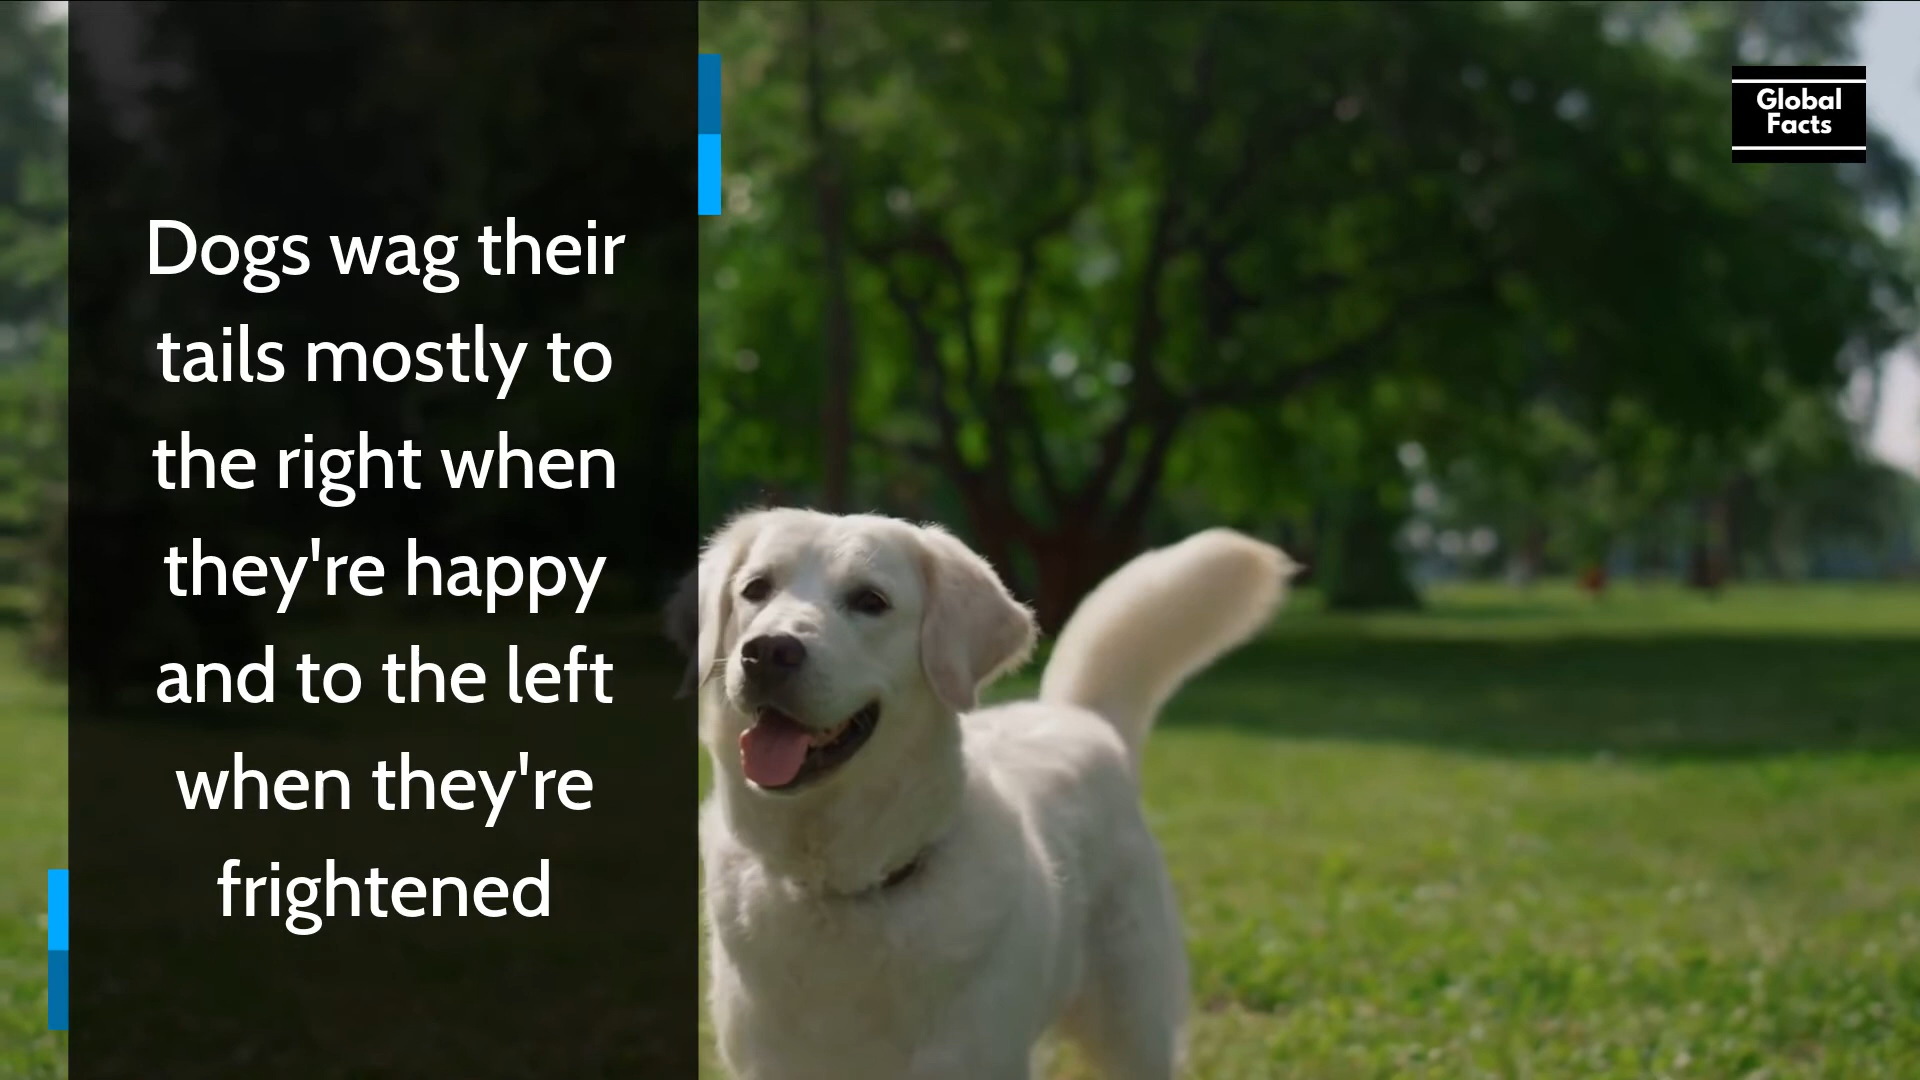 Dogs wag their
tails mostly to
the right when
they're happy
and to the left
when they're
frightened
Global
Facts